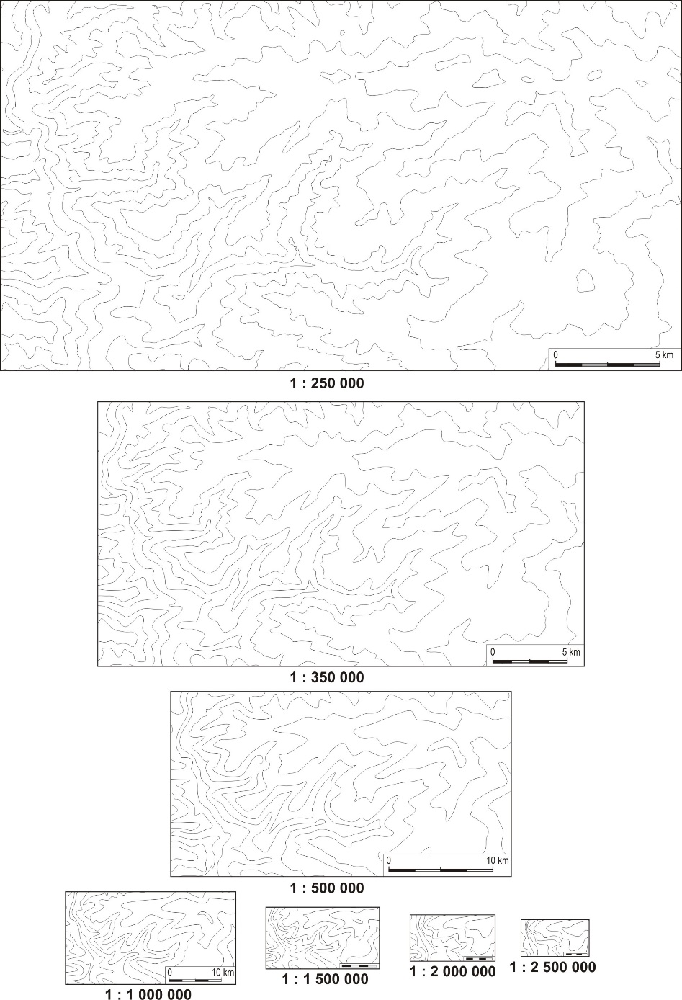 0 5 km
1 : 250 000
0 5 km
1 : 350 000
0 10 km
1 : 500 000
0 10 km
1 : 1 000 000
1 : 1 500 000
1 : 2 000 000
1 : 2 500 000